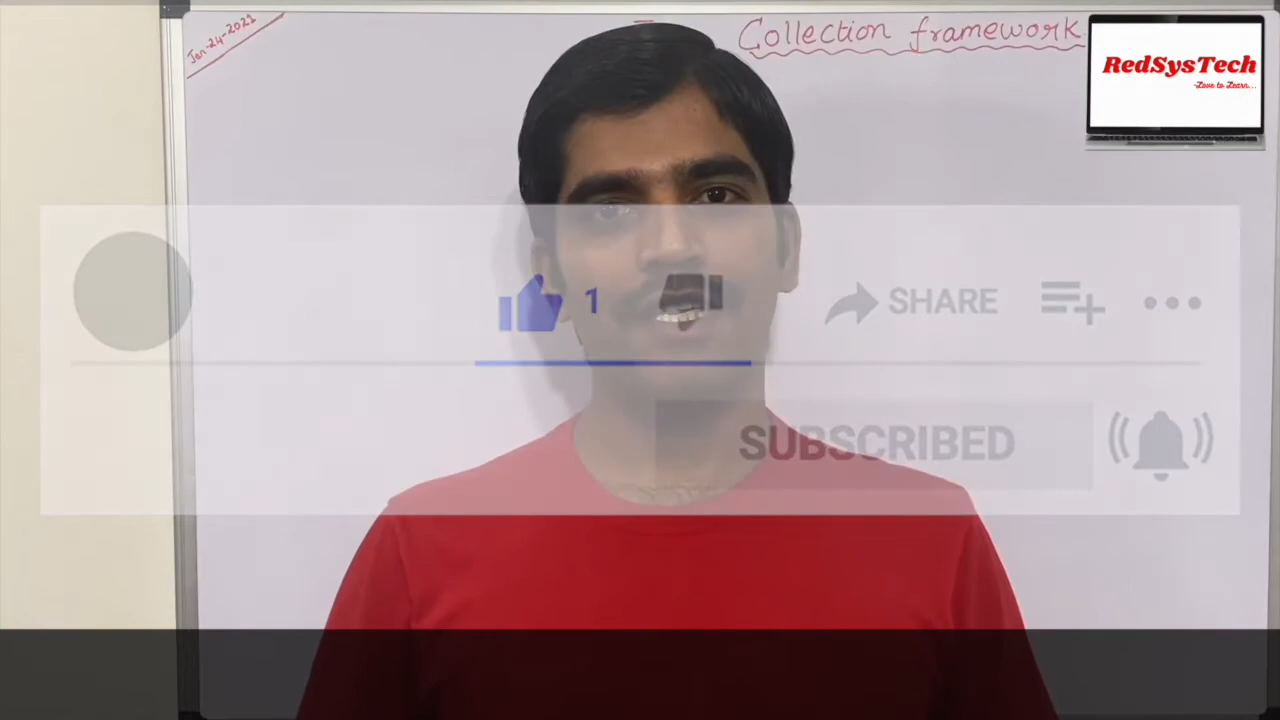 Jan-24-2021
Collection framework
RedSysTech
-Love to Learn...
1
SHARE
SUBSCRIBED